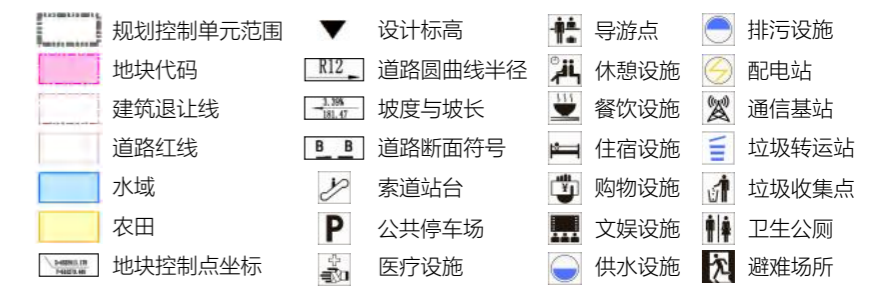 规划控制单元范围 设计标高 导游点 排污设施
地块代码 R12 道路圆曲线半径 休憩设施 配电站
建筑退让线 3.39% 181.47 坡度与坡长 餐饮设施 通信基站
道路红线 B B 道路断面符号 住宿设施 垃圾转运站
水域 索道站台 购物设施 垃圾收集点
农田 P 公共停车场 文娱设施 卫生公厕
地块控制点坐标 医疗设施 供水设施 避难场所